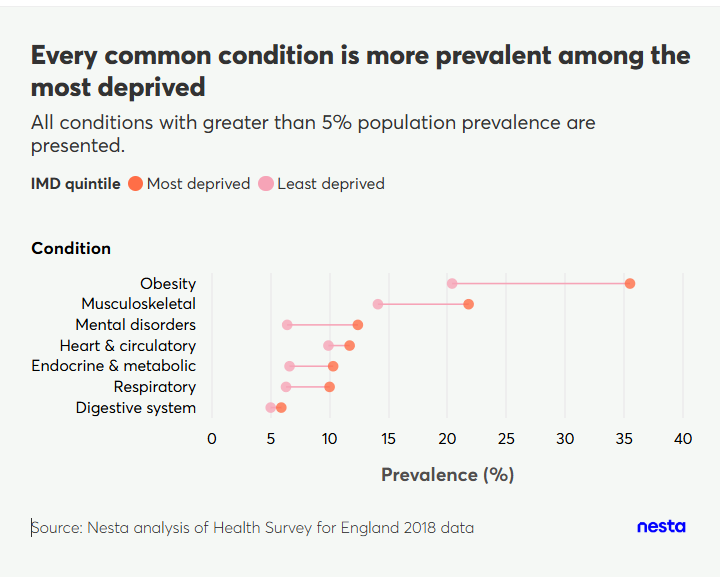 Every common condition is more prevalent among the
most deprived
All conditions with greater than 5% population prevalence are
presented.
IMD quintile Most deprived Least deprived
Condition
Obesity
Musculoskeletal
Mental disorders
Heart & circulatory
Endocrine & metabolic
Respiratory
Digestive system
0 5 10 15 20 25 30 35 40
Prevalence (%)
Source: Nesta analysis of Health Survey for England 2018 data
nesta